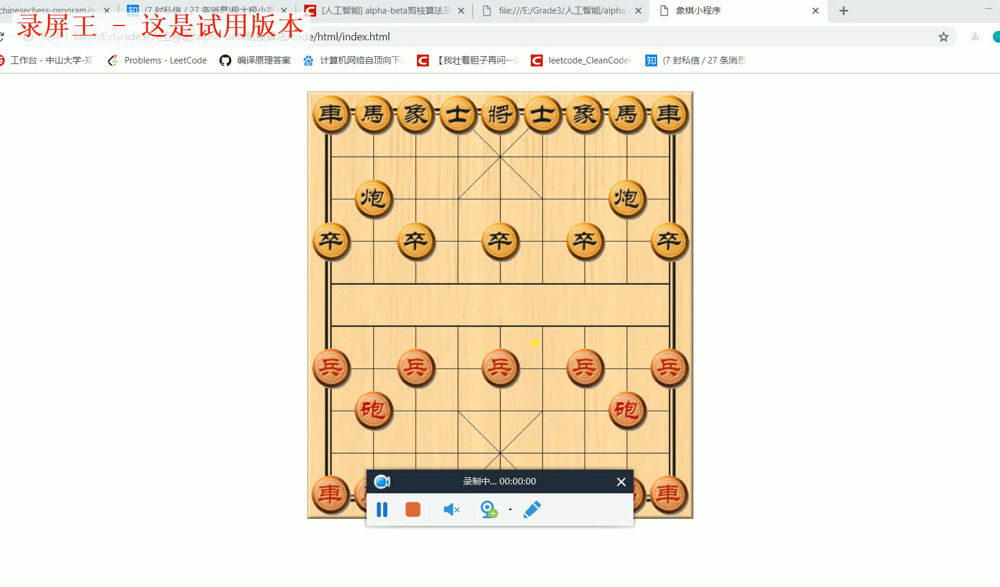 chinesechess-program/se
(7 封私信 / 27 条消息)极大极小算
[人工智能] alpha-beta剪枝算法及
file:///E:/Grade3/人工智能/alpha
象棋小程序
录屏王 - 这是试用版本
文件 | file:///E:/Grade3/人工智能/alpha-beta剪枝算法/code/html/index.html
工作台 - 中山大学-郑
Problems - LeetCode
编译原理答案
计算机网络自顶向下方
【我壮着胆子再问一
leetcode_CleanCode
(7 封私信 / 27 条消息
車 馬 象 士 將 士 象 馬 車
炮 炮
卒 卒 卒 卒 卒
兵 兵 兵 兵 兵
砲 砲
車 車
录制中... 00:00:00